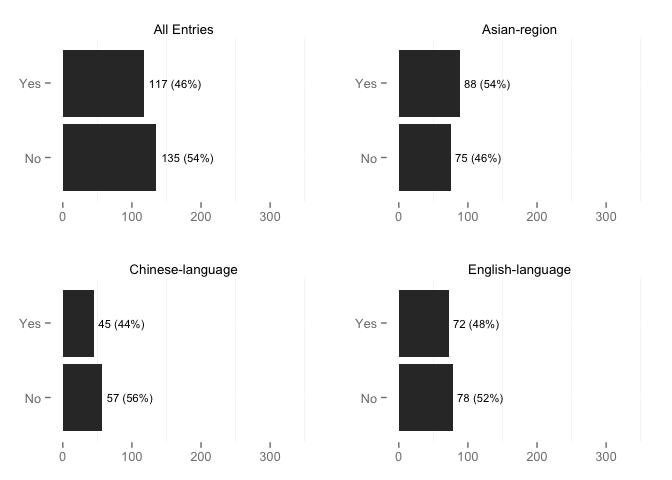 All Entries
Yes
117 (46%)
No
135 (54%)
0 100 200 300
Asian-region
Yes
88 (54%)
No
75 (46%)
0 100 200 300
Chinese-language
Yes
45 (44%)
No
57 (56%)
0 100 200 300
English-language
Yes
72 (48%)
No
78 (52%)
0 100 200 300